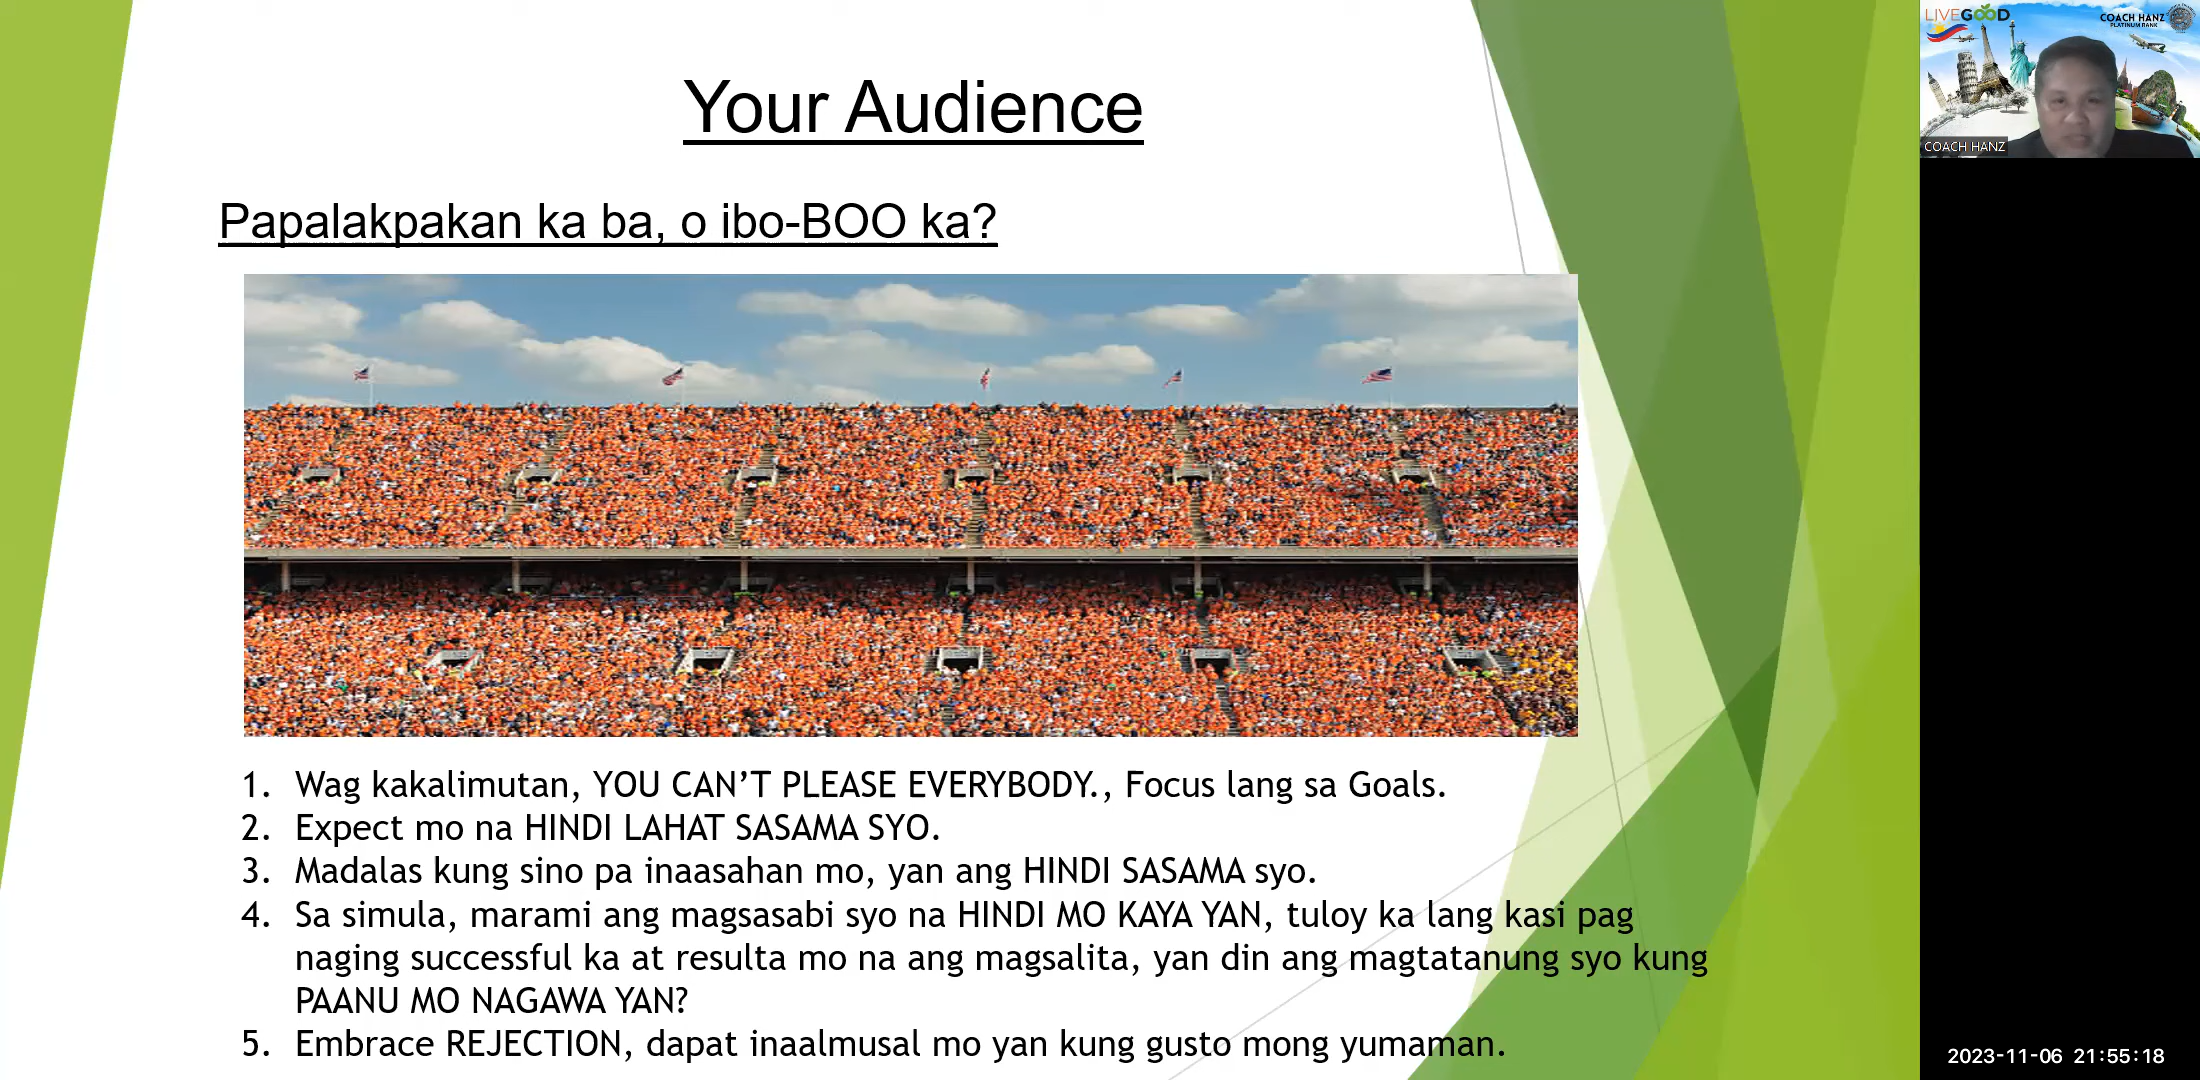 Your Audience
Papalakpakan ka ba, o ibo-BOO ka?
1. Wag kakalimutan, YOU CAN’T PLEASE EVERYBODY., Focus lang sa Goals.
2. Expect mo na HINDI LAHAT SASAMA SYO.
3. Madalas kung sino pa inaasahan mo, yan ang HINDI SASAMA syo.
4. Sa simula, marami ang magsasabi syo na HINDI MO KAYA YAN, tuloy ka lang kasi pag
naging successful ka at resulta mo na ang magsalita, yan din ang magtatanung syo kung
PAANU MO NAGAWA YAN?
5. Embrace REJECTION, dapat inaalmusal mo yan kung gusto mong yumaman.
LIVEGOOD
COACH HANZ
PLATINUM RANK
COACH HANZ
2023-11-06 21:55:18